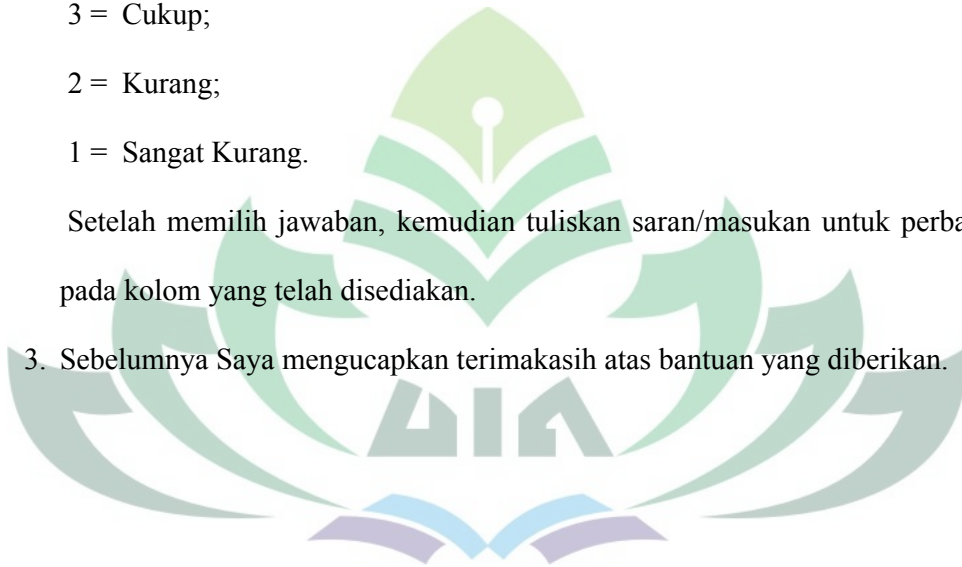 3 = Cukup;
2 = Kurang;
1 = Sangat Kurang.
Setelah memilih jawaban, kemudian tuliskan saran/masukan untuk perba
pada kolom yang telah disediakan.
3. Sebelumnya Saya mengucapkan terimakasih atas bantuan yang diberikan.
UIN